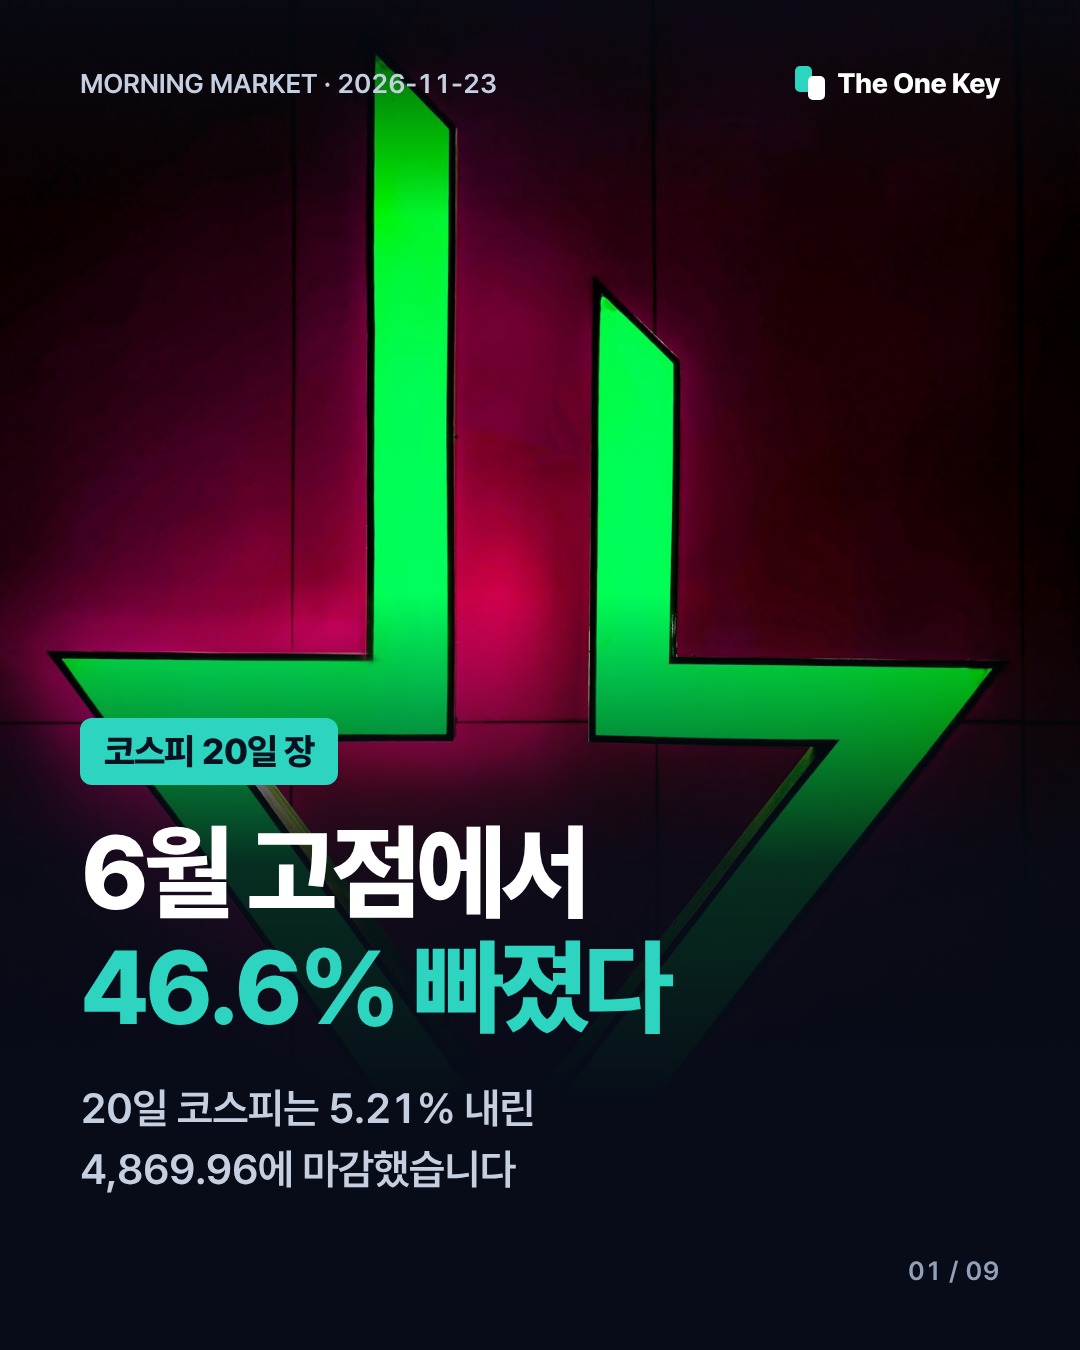 MORNING MARKET · 2026-11-23
The One Key
코스피 20일 장
6월 고점에서
46.6% 빠졌다
20일 코스피는 5.21% 내린
4,869.96에 마감했습니다
01 / 09